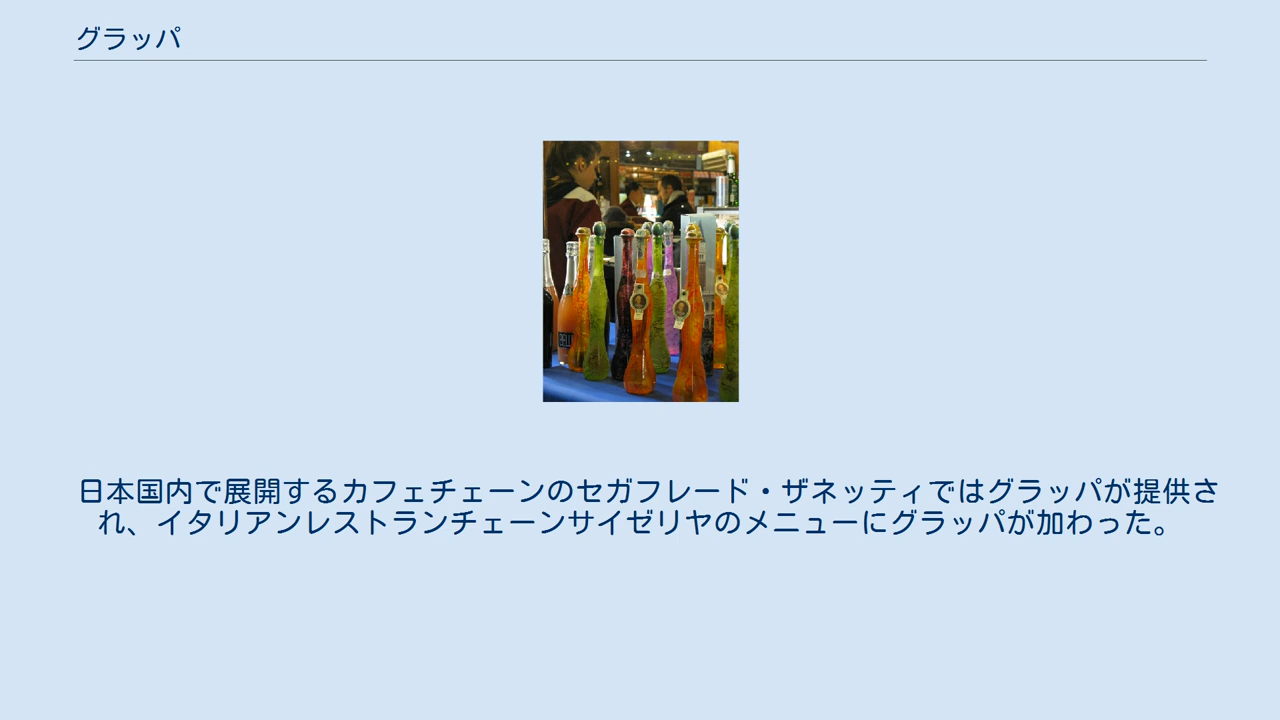 グラッパ
日本国内で展開するカフェチェーンのセガフレード・ザネッティではグラッパが提供さ
れ、イタリアンレストランチェーンサイゼリヤのメニューにグラッパが加わった。